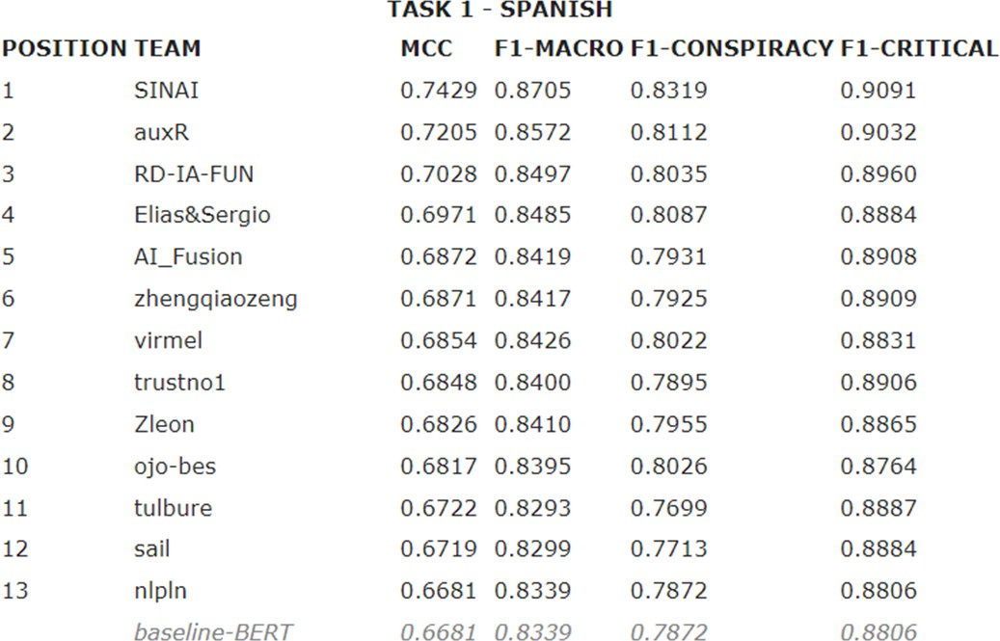 TASK 1 - SPANISH
POSITION TEAM MCC F1-MACRO F1-CONSPIRACY F1-CRITICAL
1 SINAI 0.7429 0.8705 0.8319 0.9091
2 auxR 0.7205 0.8572 0.8112 0.9032
3 RD-IA-FUN 0.7028 0.8497 0.8035 0.8960
4 Elias&Sergio 0.6971 0.8485 0.8087 0.8884
5 AI_Fusion 0.6872 0.8419 0.7931 0.8908
6 zhengqiaozeng 0.6871 0.8417 0.7925 0.8909
7 virmel 0.6854 0.8426 0.8022 0.8831
8 trustno1 0.6848 0.8400 0.7895 0.8906
9 Zleon 0.6826 0.8410 0.7955 0.8865
10 ojo-bes 0.6817 0.8395 0.8026 0.8764
11 tulbure 0.6722 0.8293 0.7699 0.8887
12 sail 0.6719 0.8299 0.7713 0.8884
13 nlpln 0.6681 0.8339 0.7872 0.8806
baseline-BERT 0.6681 0.8339 0.7872 0.8806